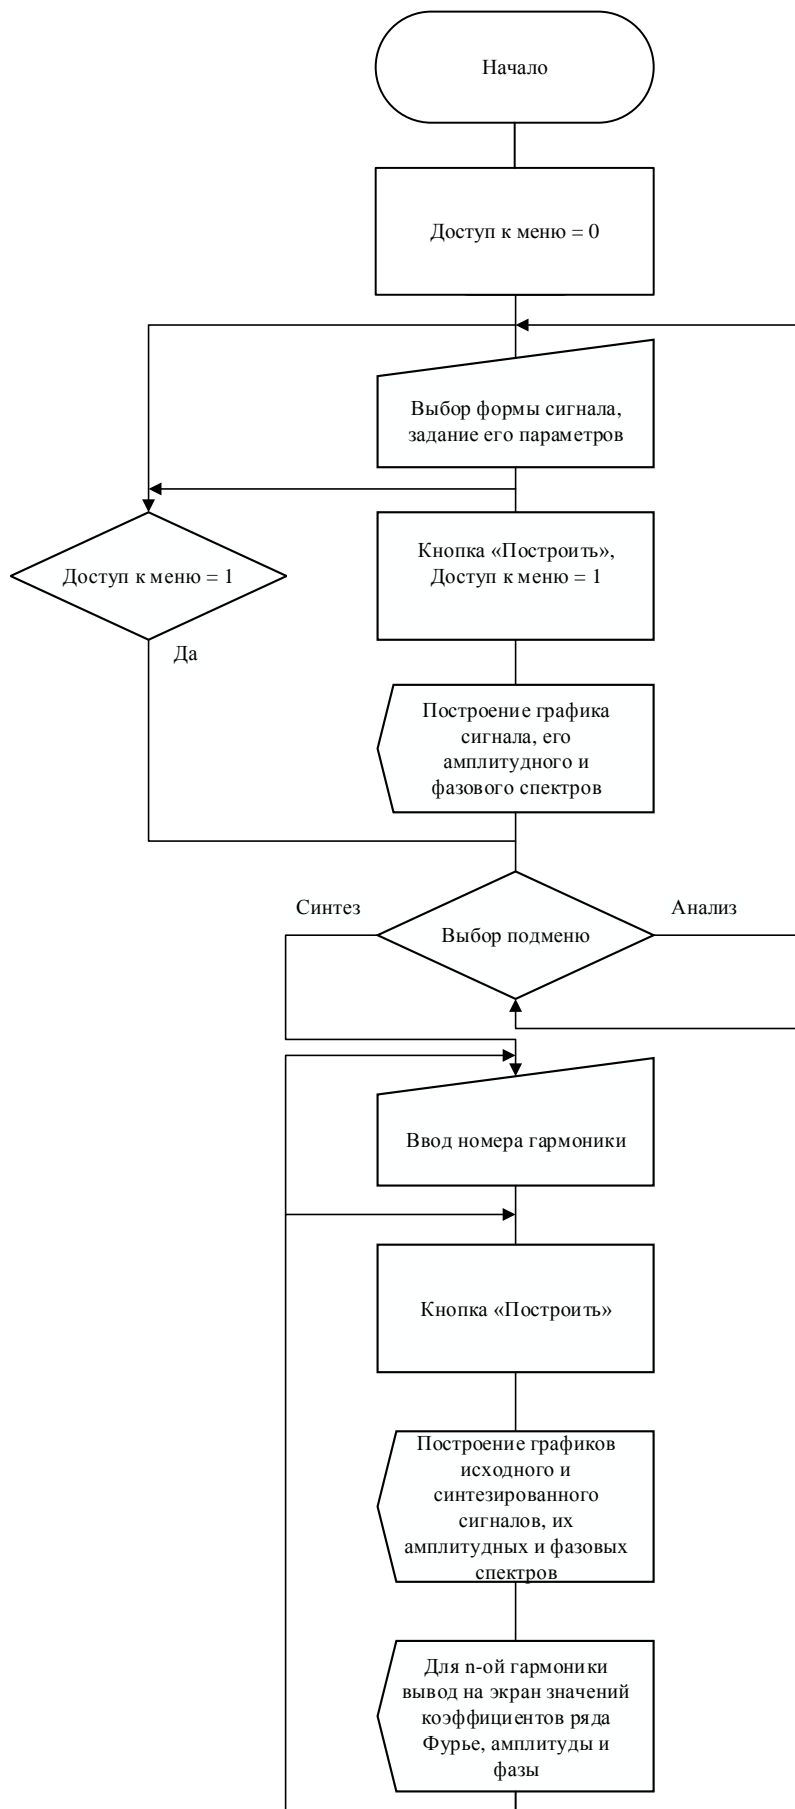 Начало
Доступ к меню = 0
Выбор формы сигнала,
задание его параметров
Кнопка «Построить»,
Доступ к меню = 1
Доступ к меню = 1
Да
Построение графика
сигнала, его
амплитудного и
фазового спектров
Синтез
Анализ
Выбор подменю
Ввод номера гармоники
Кнопка «Построить»
Построение графиков
исходного и
синтезированного
сигналов, их
амплитудных и фазовых
спектров
Для n-ой гармоники
вывод на экран значений
коэффициентов ряда
Фурье, амплитуды и
фазы